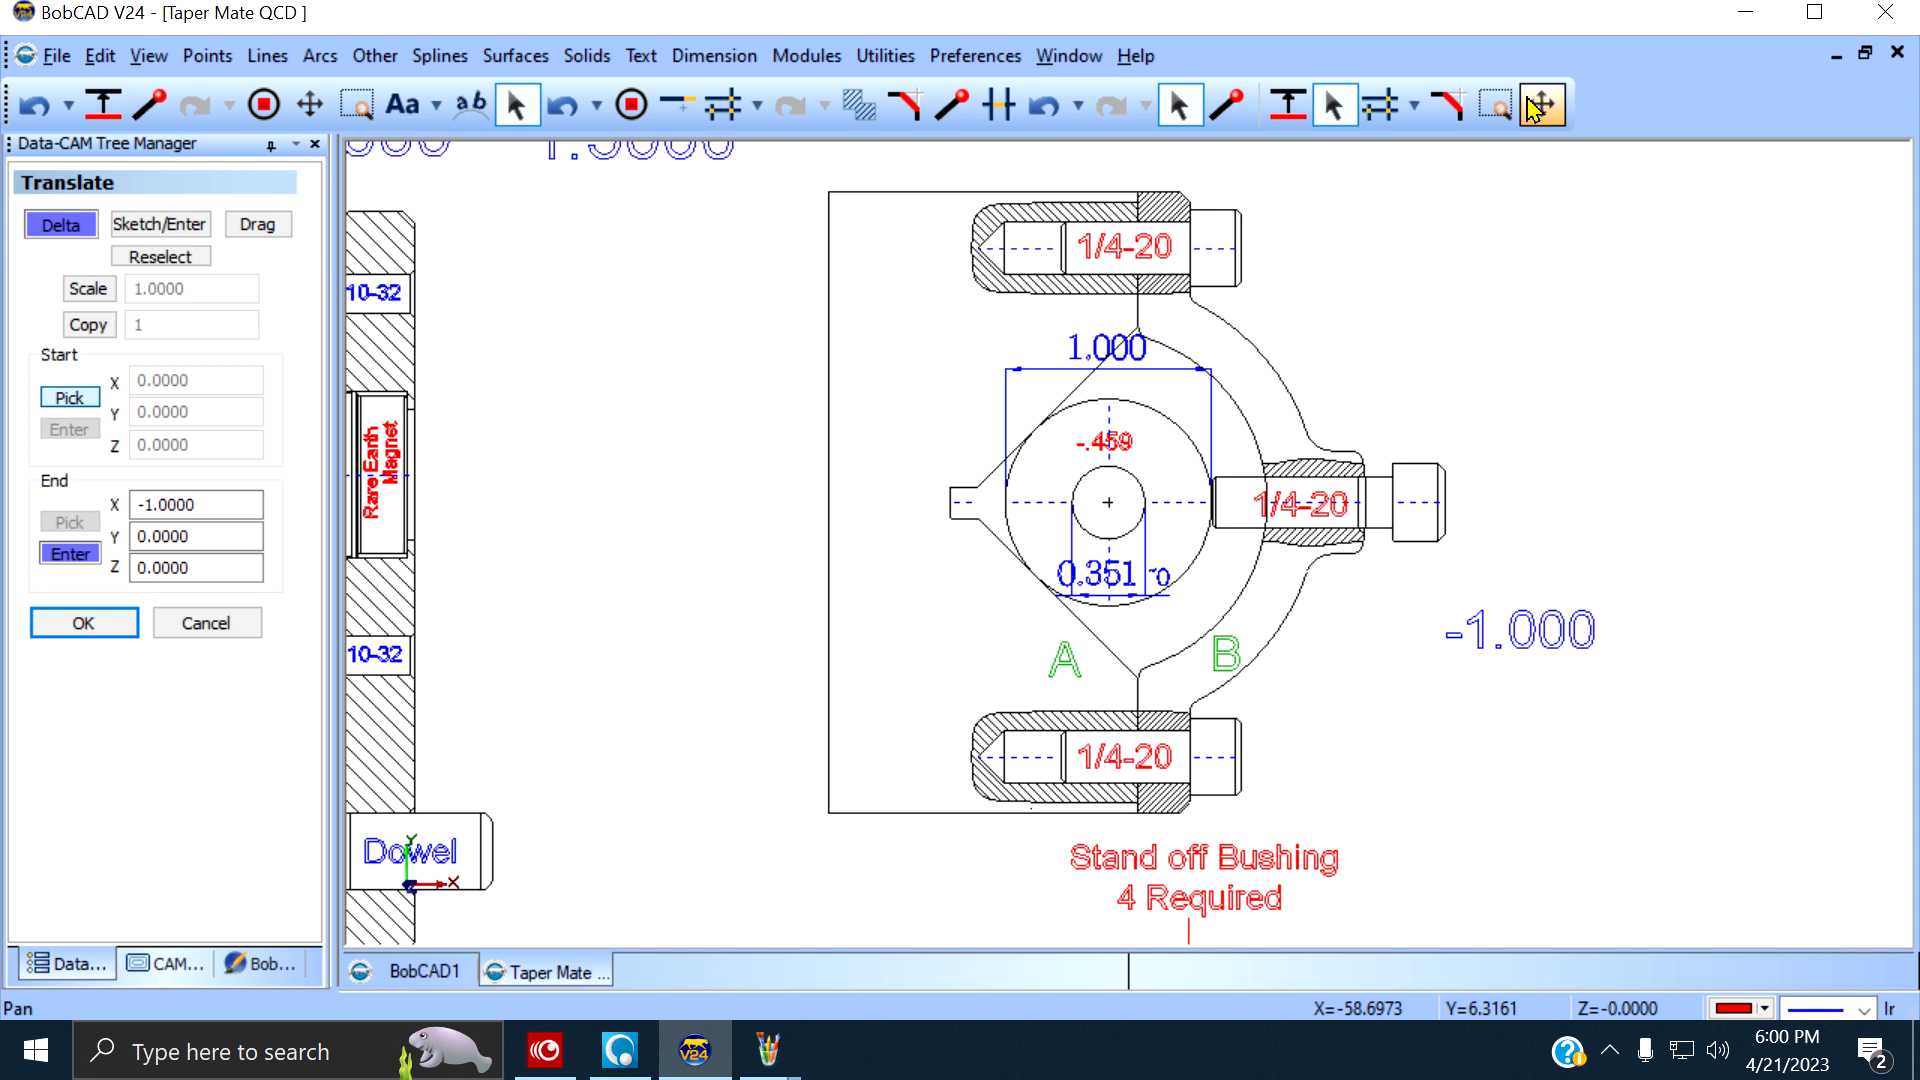 BobCAD V24 - [Taper Mate QCD ]
File Edit View Points Lines Arcs Other Splines Surfaces Solids Text Dimension Modules Utilities Preferences Window Help
Aa ab
Data-CAM Tree Manager
Translate
Delta Sketch/Enter Drag
Reselect
Scale 1.0000
Copy 1
Start
Pick X 0.0000
Y 0.0000
Enter
Z 0.0000
End
X -1.0000
Pick
Y 0.0000
Enter
Z 0.0000
OK Cancel
Data... CAM... Bob...
10-32
Rare Earth
Magnet
10-32
Dowel
Y
X
1/4-20
1.000
-.459
1/4-20
0.351
A B
-1.000
1/4-20
Stand off Bushing
4 Required
BobCAD1 Taper Mate ...
Pan X=-58.6973 Y=6.3161 Z=-0.0000
Type here to search
V24
6:00 PM
4/21/2023
2